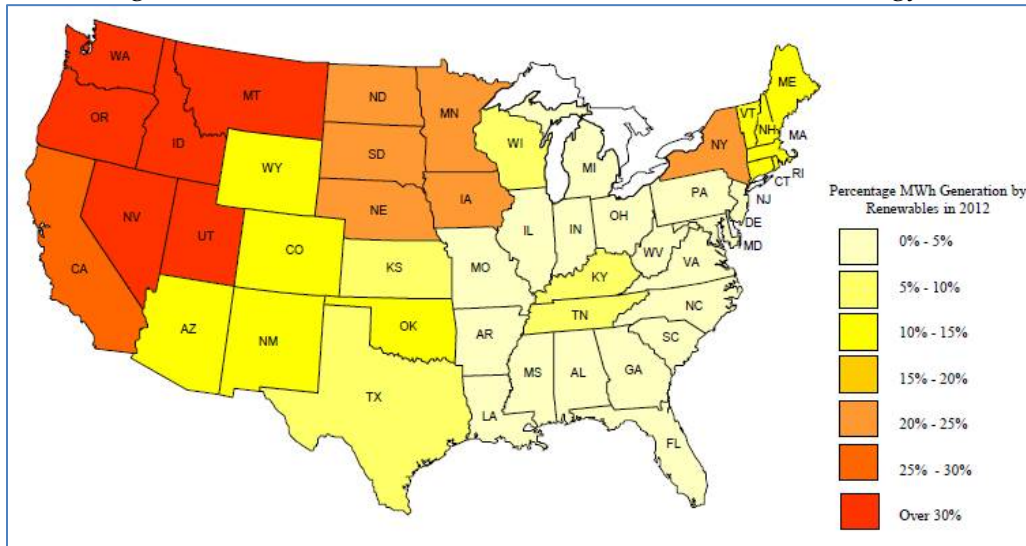 WA
ME
MT
ND
MN
VT
NH
MA
OR
ID
WI
NY
SD
WY
MI
RI
CT
IA
PA
NJ
NE
NV
OH
DE
UT
IL
IN
MD
CO
WV
CA
KS
VA
MO
KY
NC
TN
OK
AZ
NM
AR
SC
MS
AL
GA
TX
LA
FL
Percentage MWh Generation by
Renewables in 2012
0% - 5%
5% - 10%
10% - 15%
15% - 20%
20% - 25%
25% - 30%
Over 30%